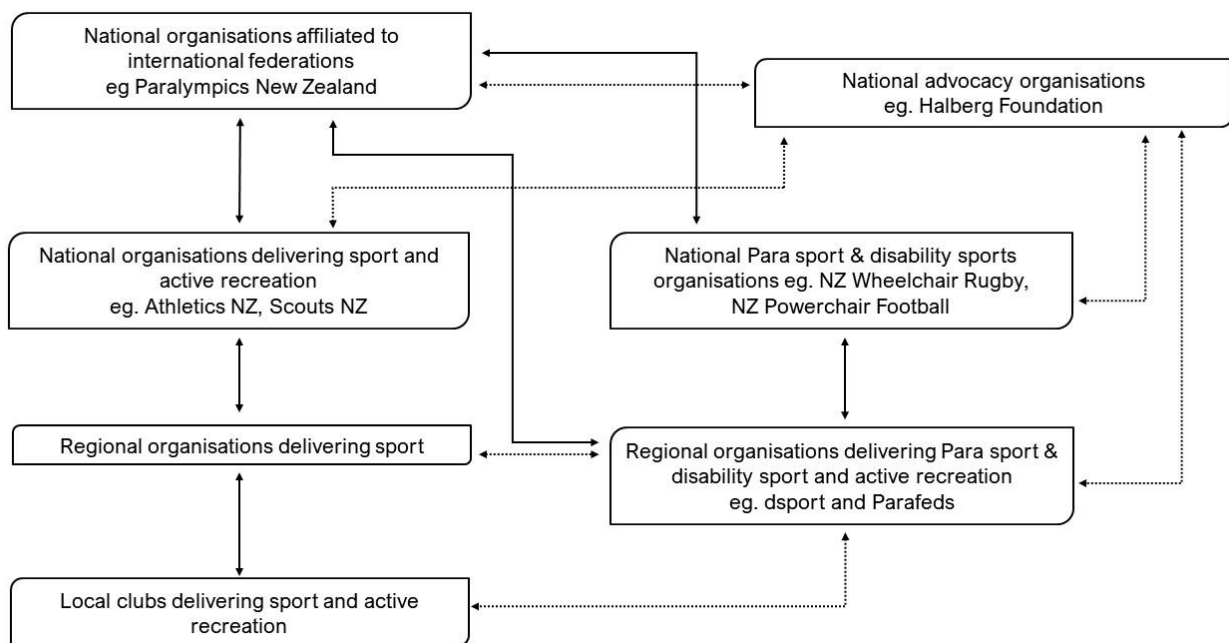 National organisations affiliated to
international federations
eg Paralympics New Zealand
National advocacy organisations
eg. Halberg Foundation
National organisations delivering sport and
active recreation
eg. Athletics NZ, Scouts NZ
National Para sport & disability sports
organisations eg. NZ Wheelchair Rugby,
NZ Powerchair Football
Regional organisations delivering sport
Regional organisations delivering Para sport &
disability sport and active recreation
eg. dsport and Parafeds
Local clubs delivering sport and active
recreation